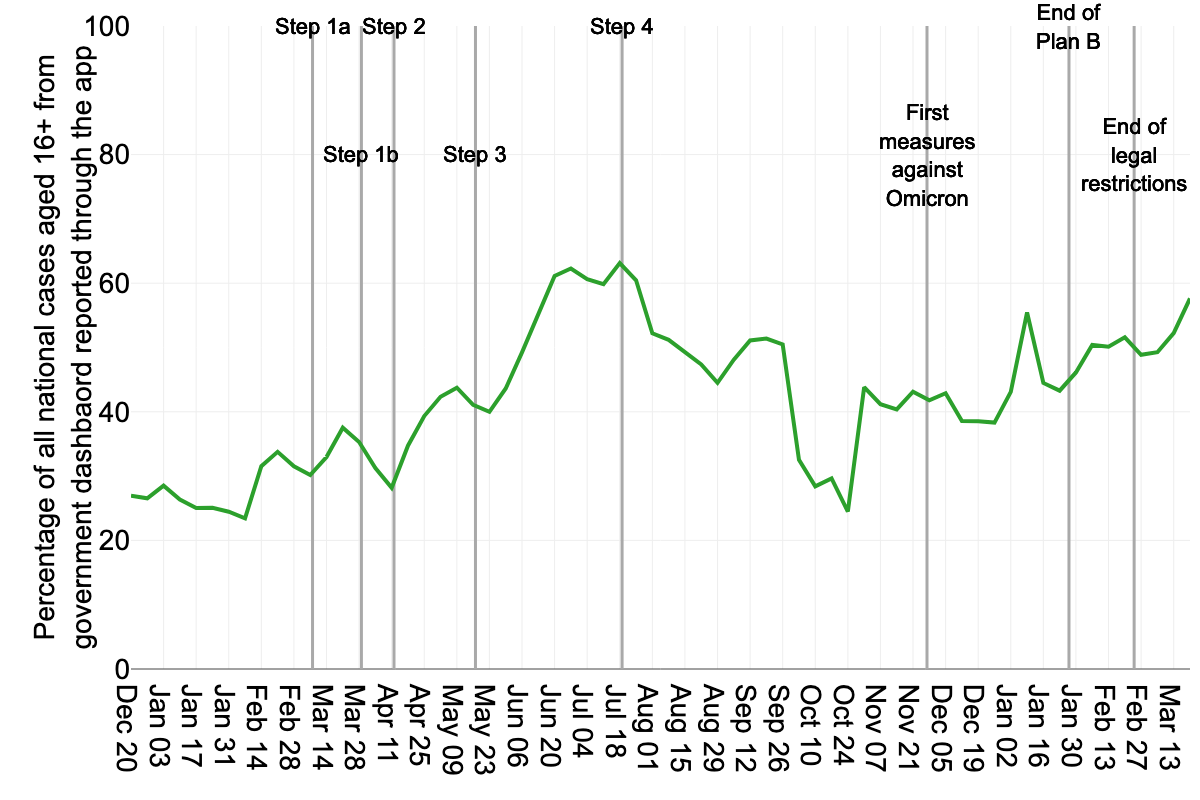 Percentage of all national cases aged 16+ from
government dashbaord reported through the app
100
80
60
40
20
0
Step 1a
Step 2
Step 4
End of
Plan B
Step 1b
Step 3
First
measures
against
Omicron
End of
legal
restrictions
Dec 20
Jan 03
Jan 17
Jan 31
Feb 14
Feb 28
Mar 14
Mar 28
Apr 11
Apr 25
May 09
May 23
Jun 06
Jun 20
Jul 04
Jul 18
Aug 01
Aug 15
Aug 29
Sep 12
Sep 26
Oct 10
Oct 24
Nov 07
Nov 21
Dec 05
Dec 19
Jan 02
Jan 16
Jan 30
Feb 13
Feb 27
Mar 13